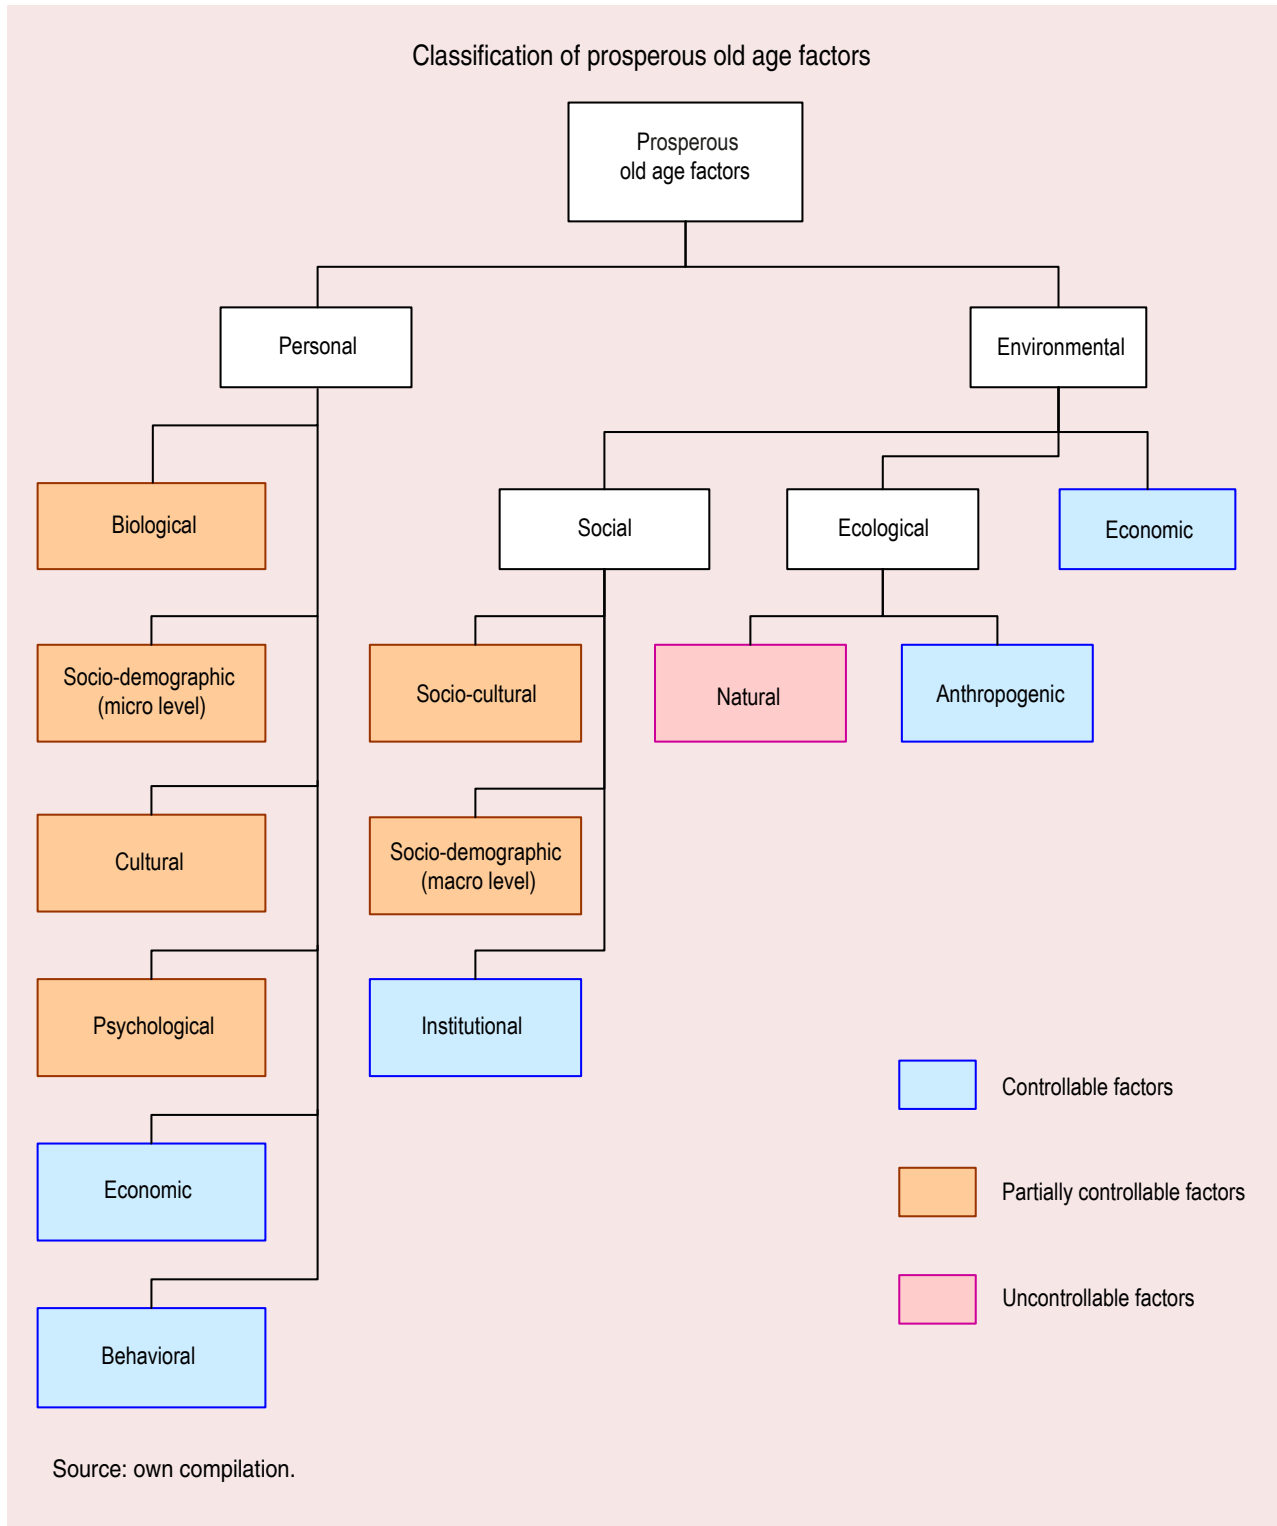 Classification of prosperous old age factors
Prosperous
old age factors
Personal
Environmental
Biological
Social
Ecological
Economic
Socio-demographic
(micro level)
Socio-cultural
Natural
Anthropogenic
Cultural
Socio-demographic
(macro level)
Psychological
Institutional
Economic
Behavioral
Controllable factors
Partially controllable factors
Uncontrollable factors
Source: own compilation.